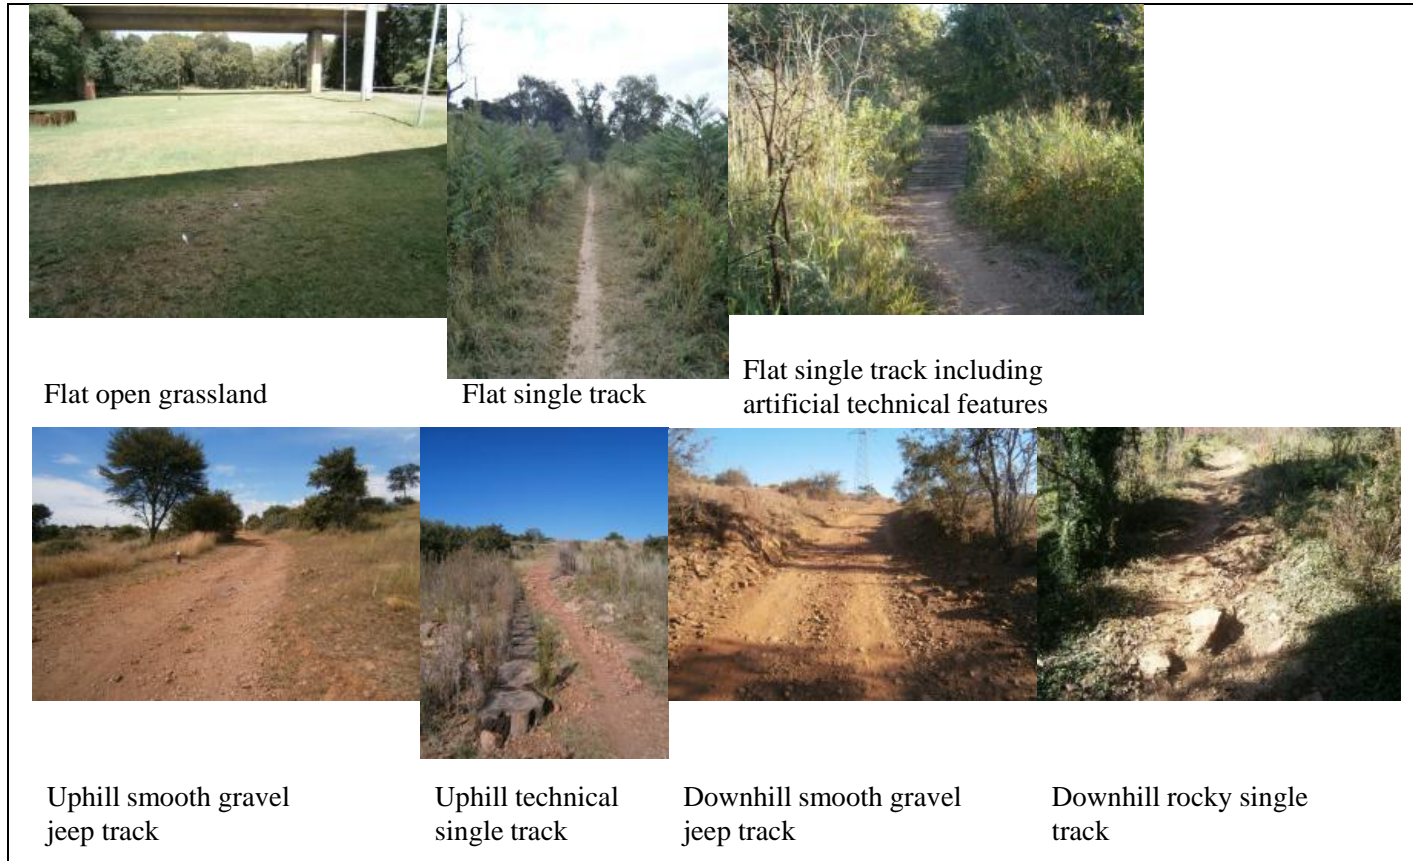 Flat open grassland
Flat single track
Flat single track including
artificial technical features
Uphill smooth gravel
jeep track
Uphill technical
single track
Downhill smooth gravel
jeep track
Downhill rocky single
track